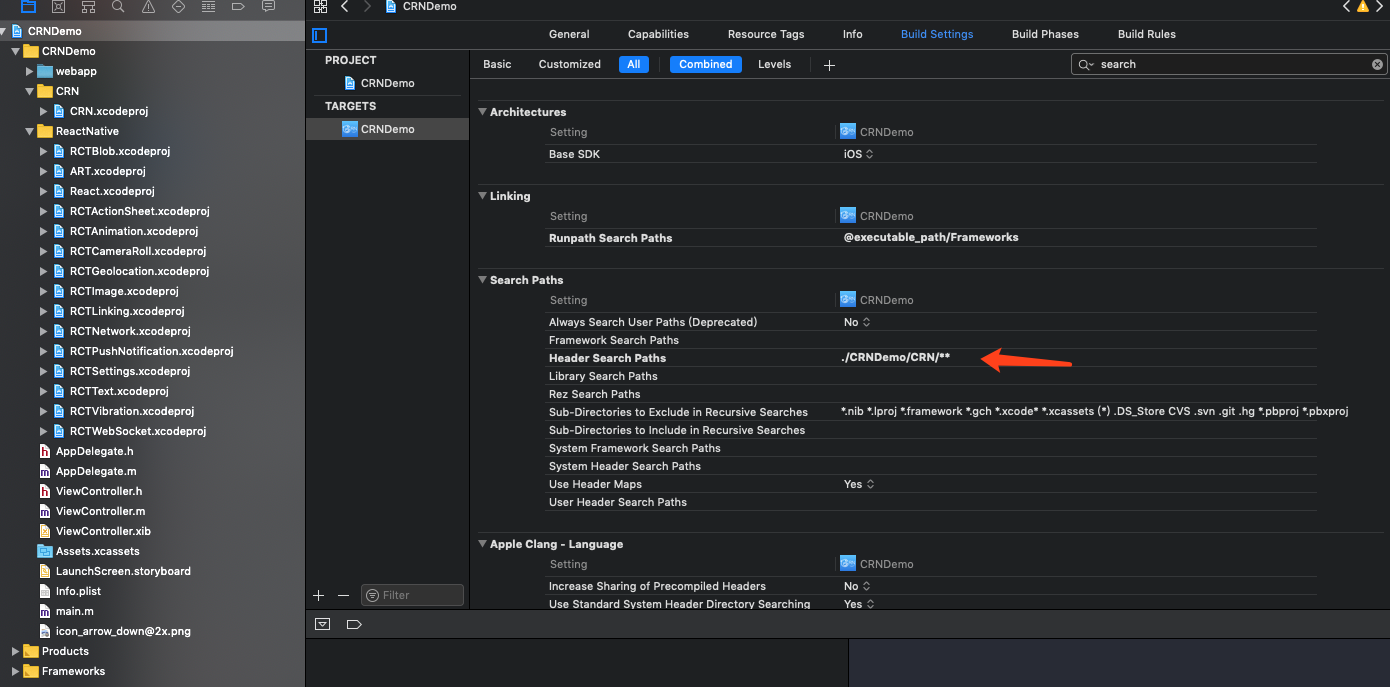 CRNDemo
CRNDemo
CRNDemo
webapp
CRN
CRN.xcodeproj
ReactNative
RCTBlob.xcodeproj
ART.xcodeproj
React.xcodeproj
RCTActionSheet.xcodeproj
RCTAnimation.xcodeproj
RCTCameraRoll.xcodeproj
RCTGeolocation.xcodeproj
RCTImage.xcodeproj
RCTLinking.xcodeproj
RCTNetwork.xcodeproj
RCTPushNotification.xcodeproj
RCTSettings.xcodeproj
RCTText.xcodeproj
RCTVibration.xcodeproj
RCTWebSocket.xcodeproj
AppDelegate.h
AppDelegate.m
ViewController.h
ViewController.m
ViewController.xib
Assets.xcassets
LaunchScreen.storyboard
Info.plist
main.m
icon_arrow_down@2x.png
Products
Frameworks
General Capabilities Resource Tags Info Build Settings Build Phases Build Rules
PROJECT
CRNDemo
TARGETS
CRNDemo
Filter
Basic Customized All Combined Levels + search
Architectures
Setting CRNDemo
Base SDK iOS
Linking
Setting CRNDemo
Runpath Search Paths @executable_path/Frameworks
Search Paths
Setting CRNDemo
Always Search User Paths (Deprecated) No
Framework Search Paths
Header Search Paths ./CRNDemo/CRN/**
Library Search Paths
Rez Search Paths
Sub-Directories to Exclude in Recursive Searches *.nib *.lproj *.framework *.gch *.xcode* *.xcassets (*) .DS_Store CVS .svn .git .hg *.pbproj *.pbxproj
Sub-Directories to Include in Recursive Searches
System Framework Search Paths
System Header Search Paths
Use Header Maps Yes
User Header Search Paths
Apple Clang - Language
Setting CRNDemo
Increase Sharing of Precompiled Headers No
Use Standard System Header Directory Searching Yes